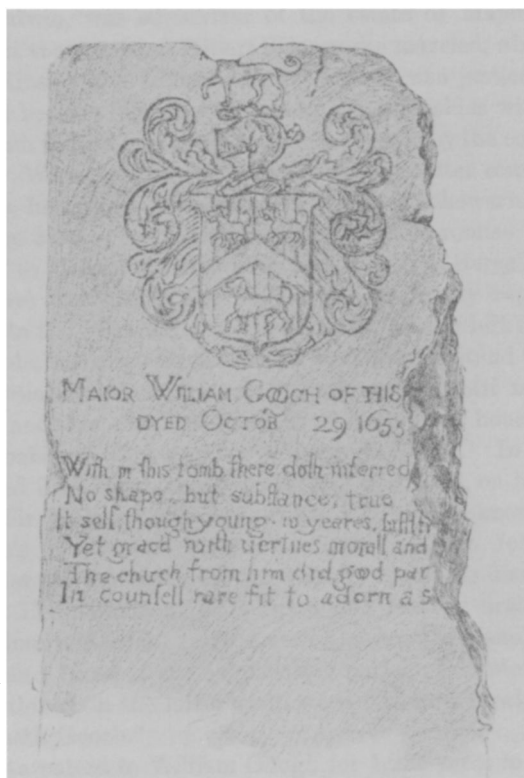 MAIOR WILLIAM GOOCH OF THIS
DYED OCTOBR 29 1655
With in this tomb there doth interred
No shape but substance, true
It self, though young in yeares,
Yet grac'd with vertues morall and
The church from him did good par
In counsell rare fit to adorn a S